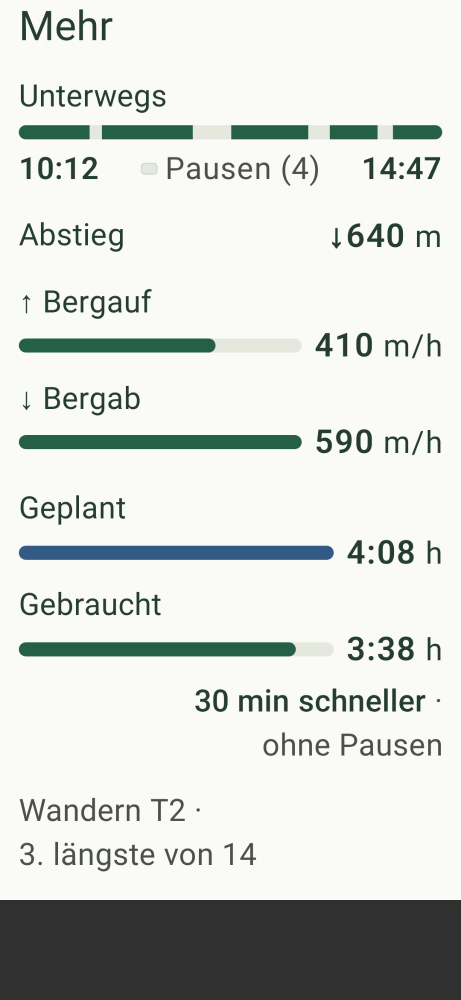 Mehr
Unterwegs
10:12 Pausen (4) 14:47
Abstieg ↓640 m
↑ Bergauf
410 m/h
↓ Bergab
590 m/h
Geplant
4:08 h
Gebraucht
3:38 h
30 min schneller ·
ohne Pausen
Wandern T2 ·
3. längste von 14